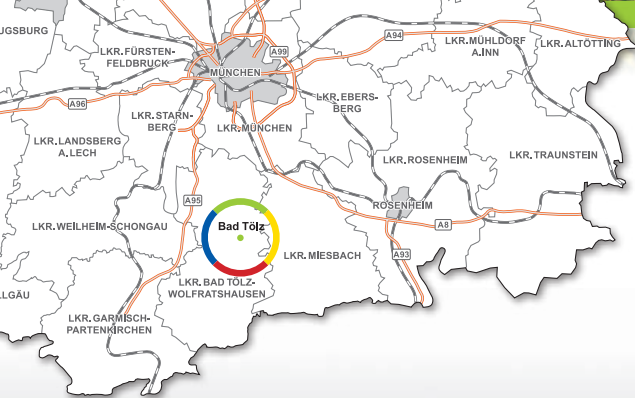 UGSBURG
LKR. FÜRSTEN-
FELDBRUCK
A99
A94
LKR. MÜHLDORF
A.INN
LKR. ALTÖTTING
MÜNCHEN
A96
LKR. STARN-
BERG
LKR. MÜNCHEN
LKR. EBERS-
BERG
LKR. LANDSBERG
A.LECH
LKR. ROSENHEIM
LKR. TRAUNSTEIN
A95
ROSENHEIM
LKR. WEILHEIM-SCHONGAU
Bad Tölz
A8
LKR. MIESBACH
A93
LKR. BAD TÖLZ-
WOLFRATSHAUSEN
LLGÄU
LKR. GARMISCH-
PARTENKIRCHEN